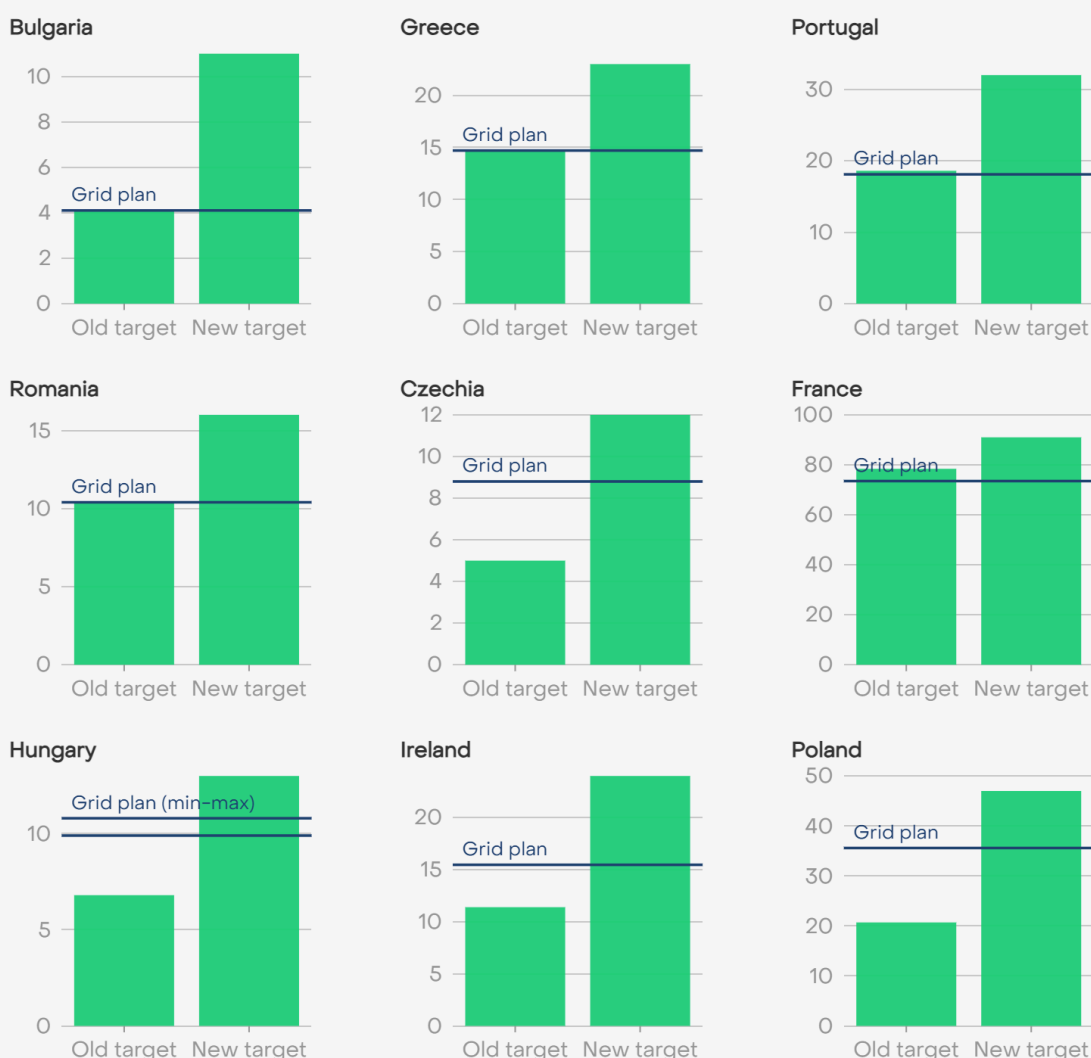 Bulgaria
10
8
6
Grid plan
4
2
0
Old target New target
Greece
20
Grid plan
15
10
5
0
Old target New target
Portugal
30
20
Grid plan
10
0
Old target New target
Romania
15
Grid plan
10
5
0
Old target New target
Czechia
12
10
Grid plan
8
6
4
2
0
Old target New target
France
100
80
Grid plan
60
40
20
0
Old target New target
Hungary
Grid plan (min-max)
10
5
0
Old target New target
Ireland
20
Grid plan
15
10
5
0
Old target New target
Poland
50
40
Grid plan
30
20
10
0
Old target New target